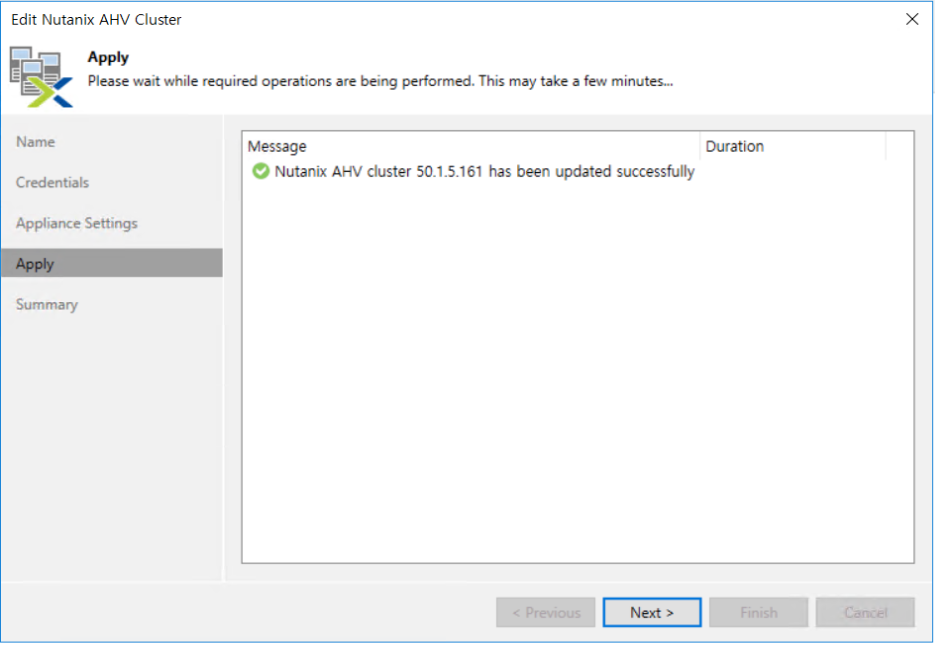 Edit Nutanix AHV Cluster
Apply
Please wait while required operations are being performed. This may take a few minutes...
Name
Credentials
Appliance Settings
Apply
Summary
Message Duration
Nutanix AHV cluster 50.1.5.161 has been updated successfully
< Previous Next > Finish Cancel